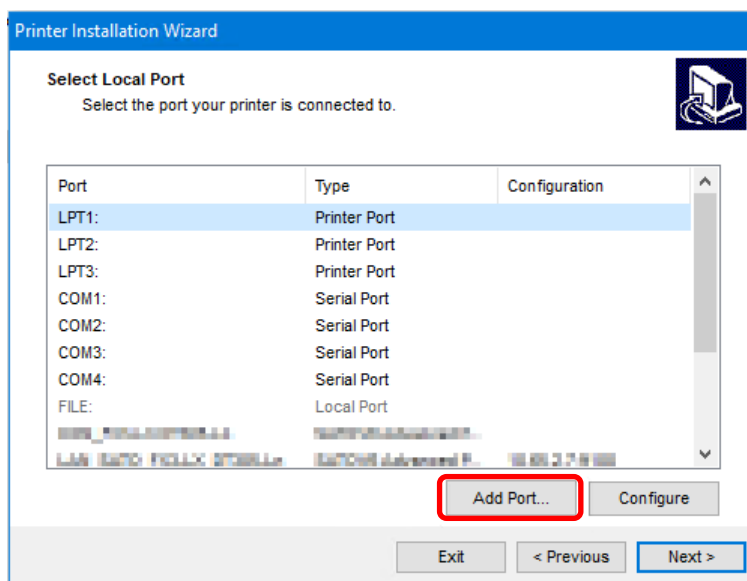 Printer Installation Wizard
Select Local Port
Select the port your printer is connected to.
Port Type Configuration
LPT1: Printer Port
LPT2: Printer Port
LPT3: Printer Port
COM1: Serial Port
COM2: Serial Port
COM3: Serial Port
COM4: Serial Port
FILE: Local Port
Add Port... Configure
Exit < Previous Next >